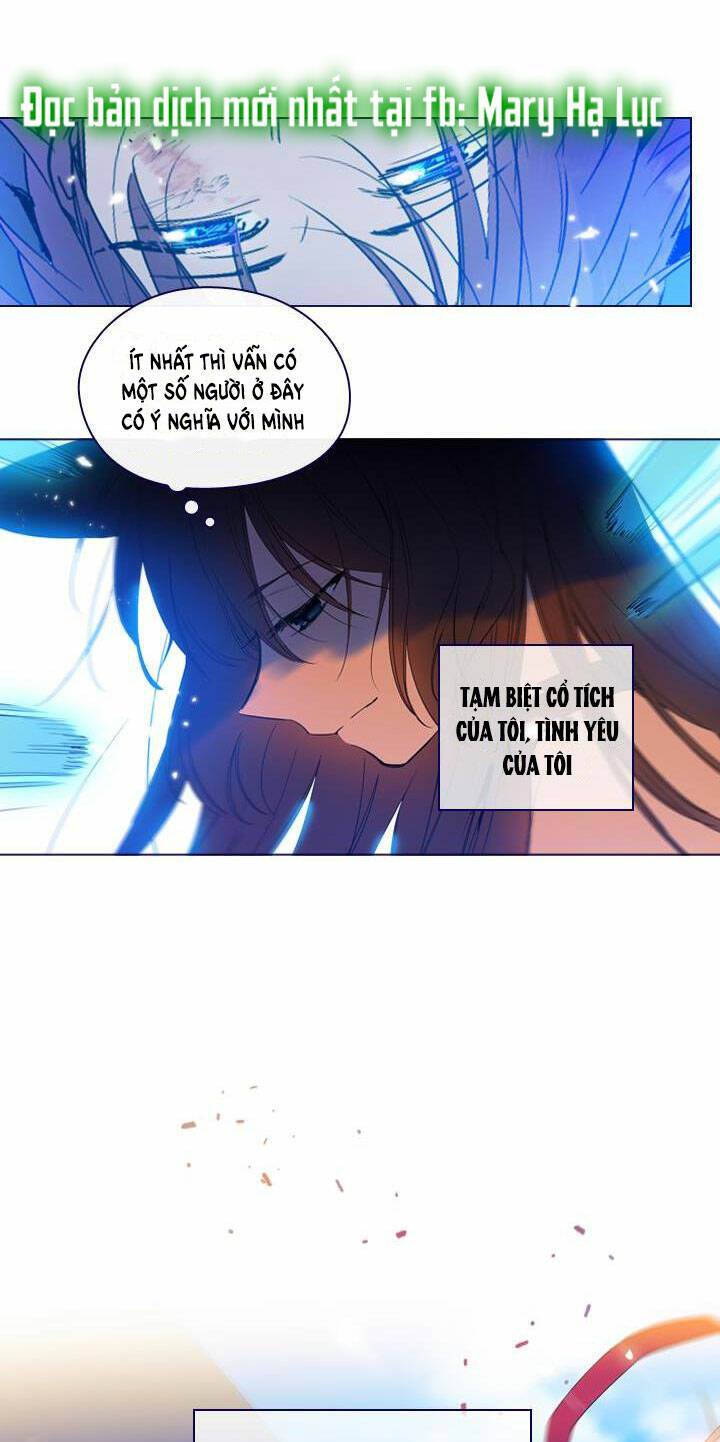 Đọc bản dịch mới nhất tại fb: Mary Hạ Lục
ÍT NHẤT THÌ VẪN CÓ
MỘT SỐ NGƯỜI Ở ĐÂY
CÓ Ý NGHĨA VỚI MÌNH
TẠM BIỆT CỔ TÍCH
CỦA TÔI, TÌNH YÊU
CỦA TÔI